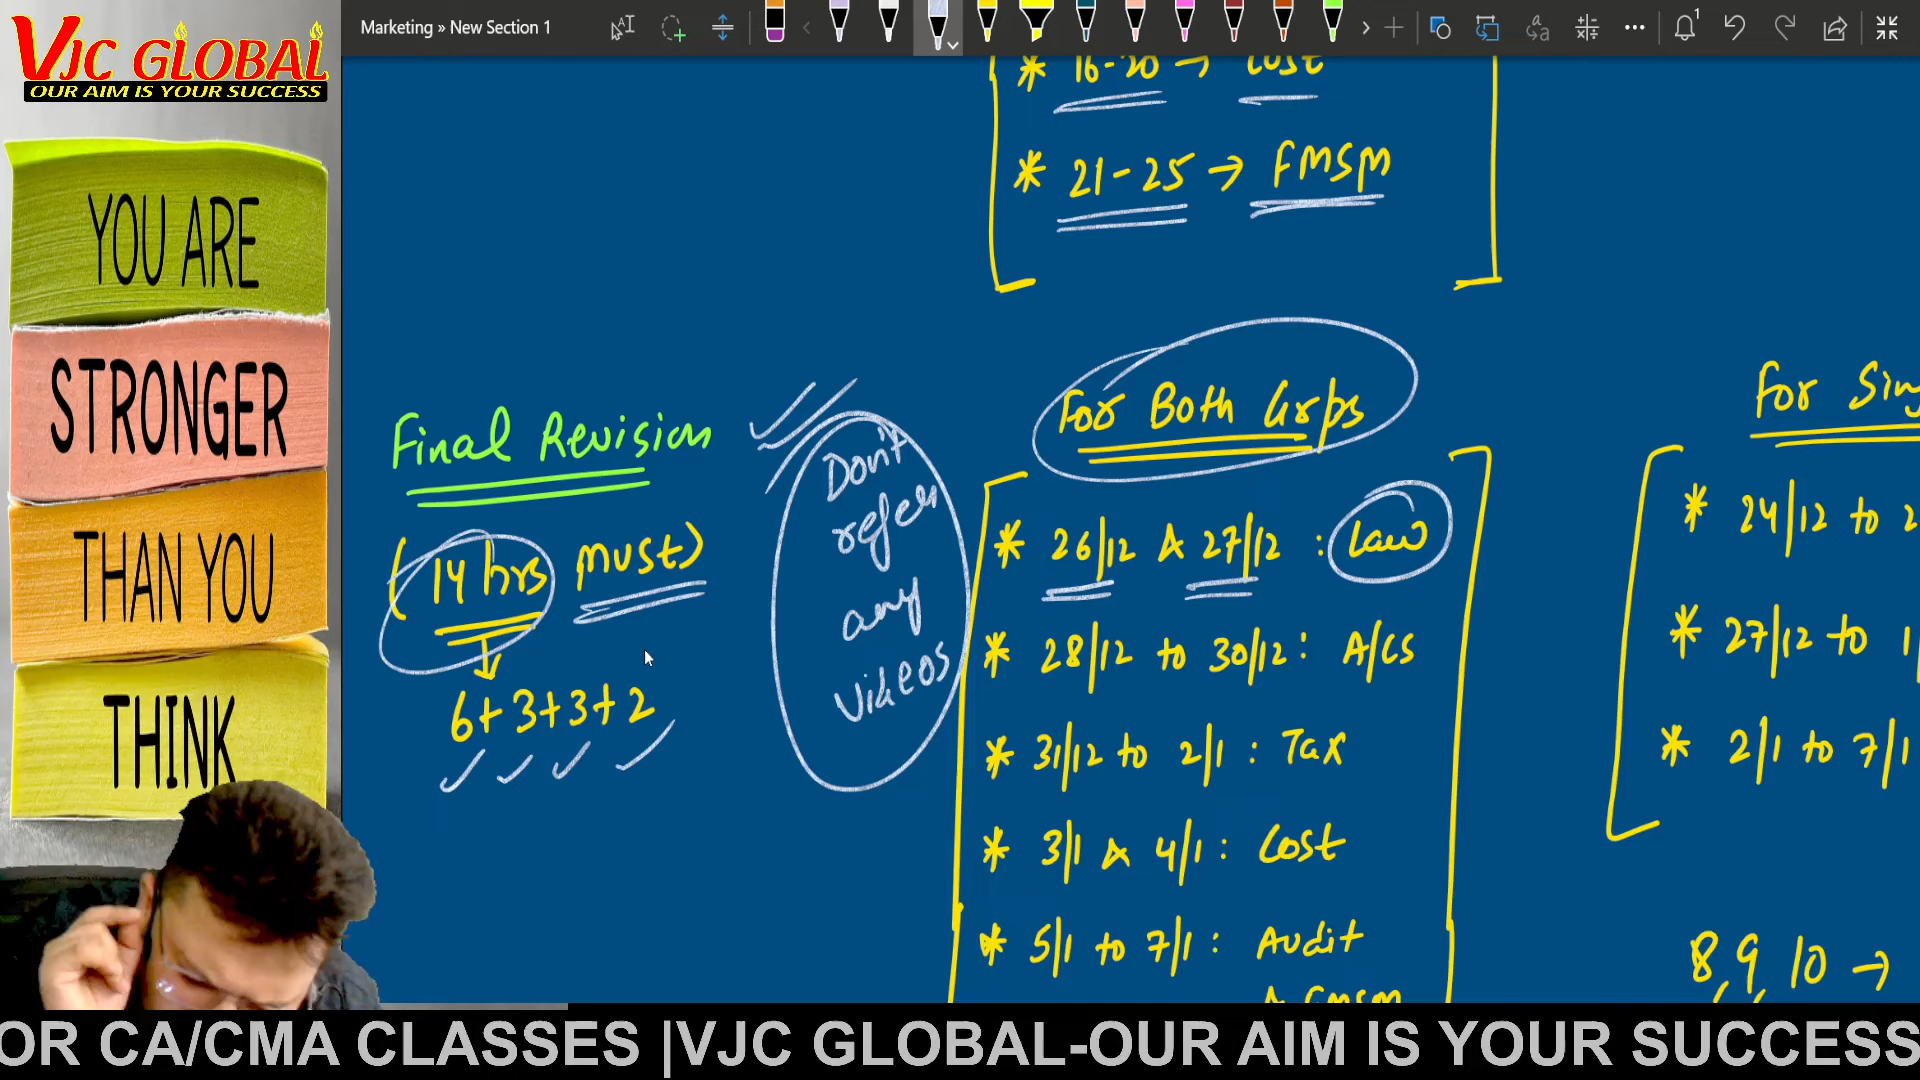 VJC GLOBAL
OUR AIM IS YOUR SUCCESS
Marketing » New Section 1
YOU ARE
STRONGER
THAN YOU
THINK
* 16-20 → Cost
* 21-25 → FMSM
Final Revision
(14 hrs must)
6+3+3+2
Don't
refer
any
videos
For Both Grps
* 26/12 & 27/12 : Law
* 28/12 to 30/12 : A/CS
* 31/12 to 2/1 : Tax
* 3/1 & 4/1 : Cost
* 5/1 to 7/1 : Audit
& FMSM
For Sin
* 24/12 to 2
* 27/12 to 1
* 2/1 to 7/1
8, 9, 10 →
OR CA/CMA CLASSES |VJC GLOBAL-OUR AIM IS YOUR SUCCESS